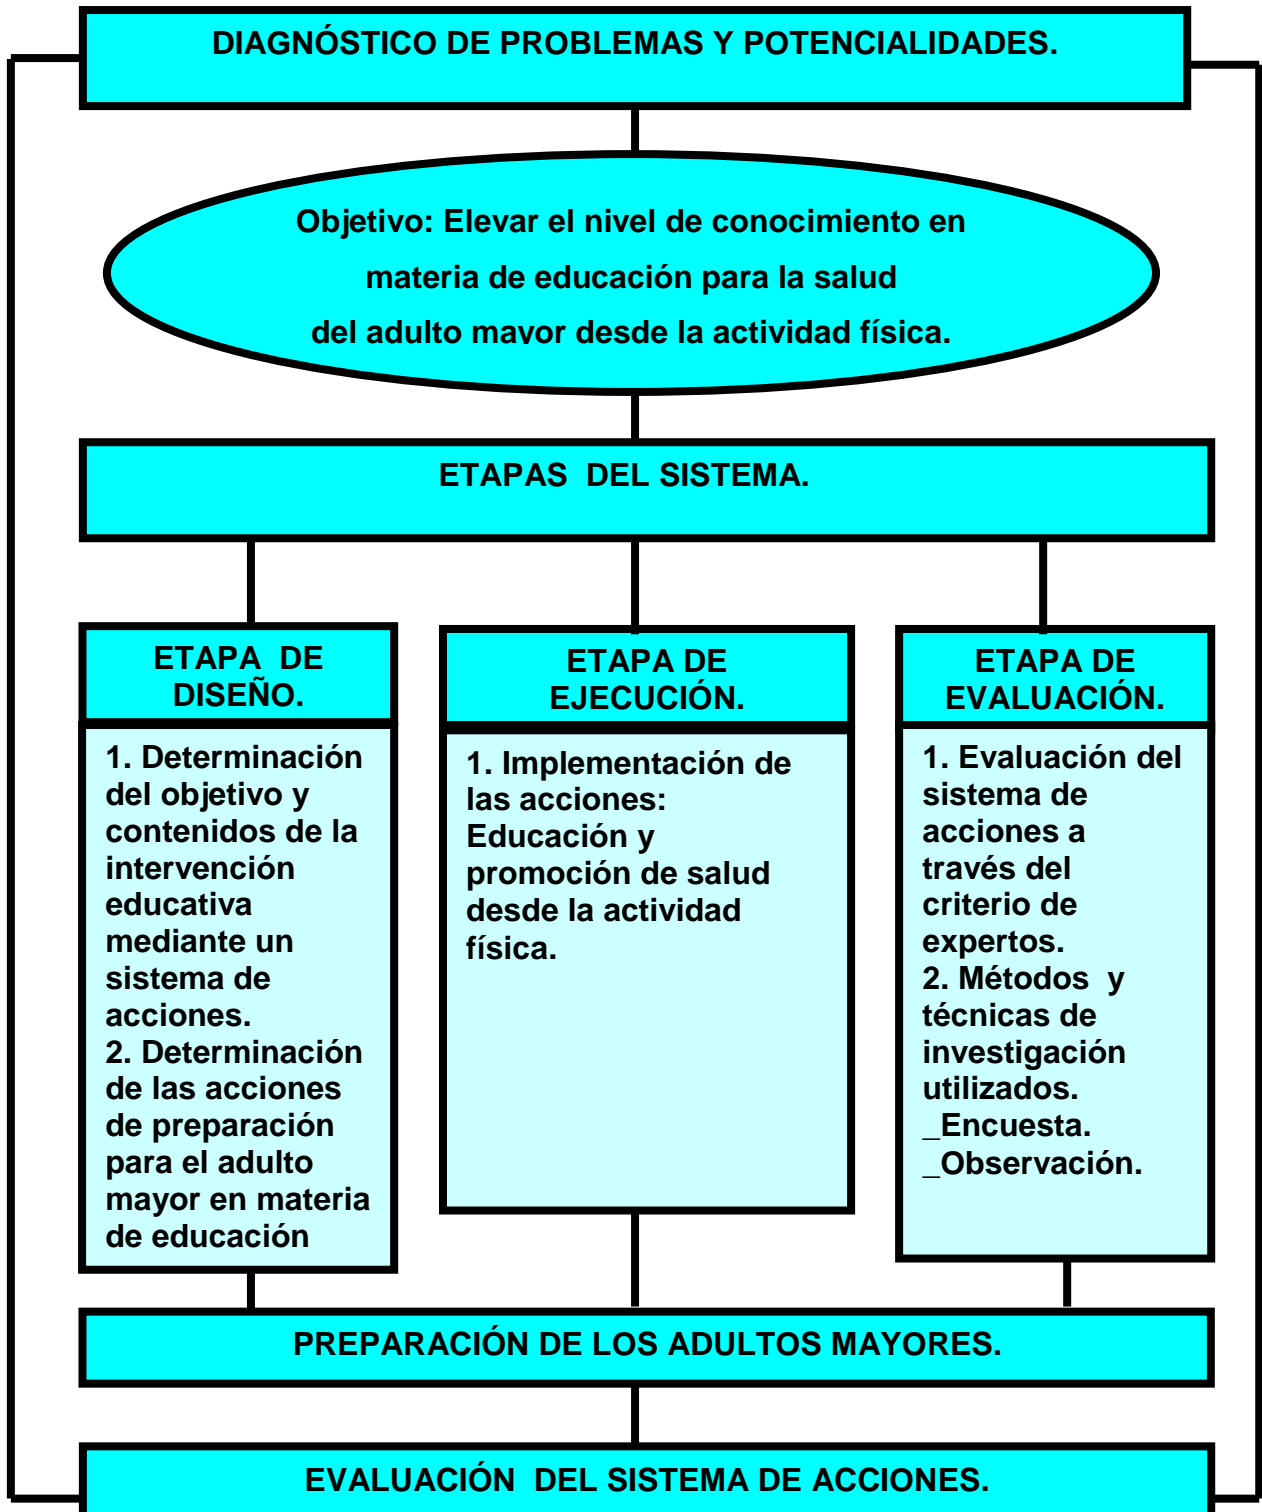 DIAGNÓSTICO DE PROBLEMAS Y POTENCIALIDADES.
Objetivo: Elevar el nivel de conocimiento en
materia de educación para la salud
del adulto mayor desde la actividad física.
ETAPAS DEL SISTEMA.
ETAPA DE
DISEÑO.
1. Determinación
del objetivo y
contenidos de la
intervención
educativa
mediante un
sistema de
acciones.
2. Determinación
de las acciones
de preparación
para el adulto
mayor en materia
de educación
ETAPA DE
EJECUCIÓN.
1. Implementación de
las acciones:
Educación y
promoción de salud
desde la actividad
física.
ETAPA DE
EVALUACIÓN.
1. Evaluación del
sistema de
acciones a
través del
criterio de
expertos.
2. Métodos y
técnicas de
investigación
utilizados.
_Encuesta.
_Observación.
PREPARACIÓN DE LOS ADULTOS MAYORES.
EVALUACIÓN DEL SISTEMA DE ACCIONES.